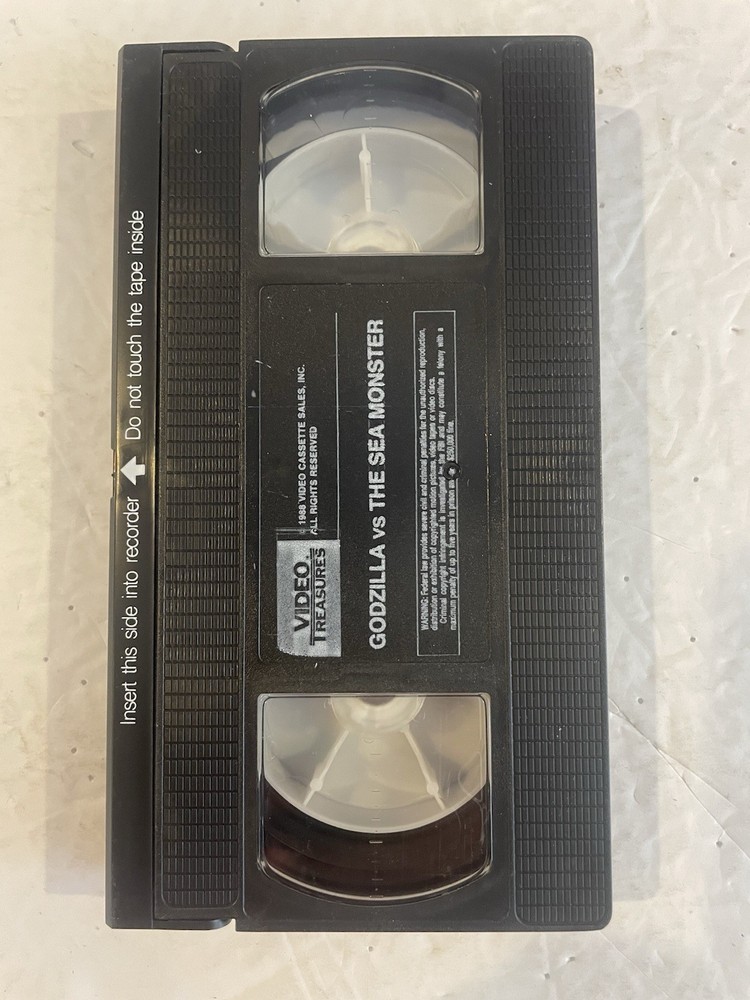 Insert this side into recorder ⬆ Do not touch the tape inside
VIDEO
TREASURES
© 1988 VIDEO CASSETTE SALES, INC.
ALL RIGHTS RESERVED
GODZILLA vs THE SEA MONSTER
WARNING: Federal law provides severe civil and criminal penalties for the unauthorized reproduction,
distribution or exhibition of copyrighted motion pictures, video tapes or video discs.
Criminal copyright infringement is investigated the FBI and may constitute a felony with a
maximum penalty of up to five years in prison $250,000 fine.